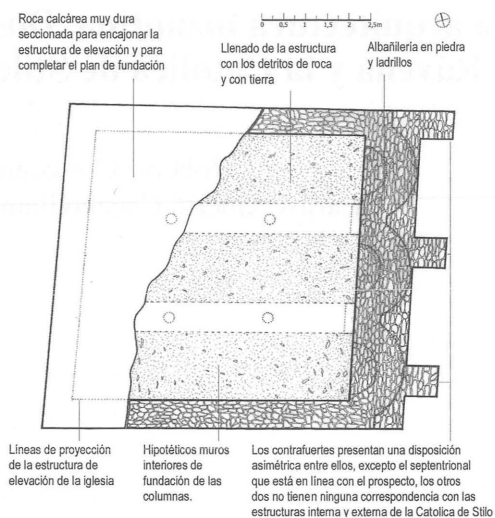 Roca calcárea muy dura
seccionada para encajonar la
estructura de elevación y para
completar el plan de fundación
0 0,5 1 1,5 2 2,5m
Llenado de la estructura
con los detritos de roca
y con tierra
Albañilería en piedra
y ladrillos
Líneas de proyección
de la estructura de
elevación de la iglesia
Hipotéticos muros
interiores de
fundación de las
columnas.
Los contrafuertes presentan una disposición
asimétrica entre ellos, excepto el septentrional
que está en línea con el prospecto, los otros
dos no tienen ninguna correspondencia con las
estructuras interna y externa de la Catolica de Stilo